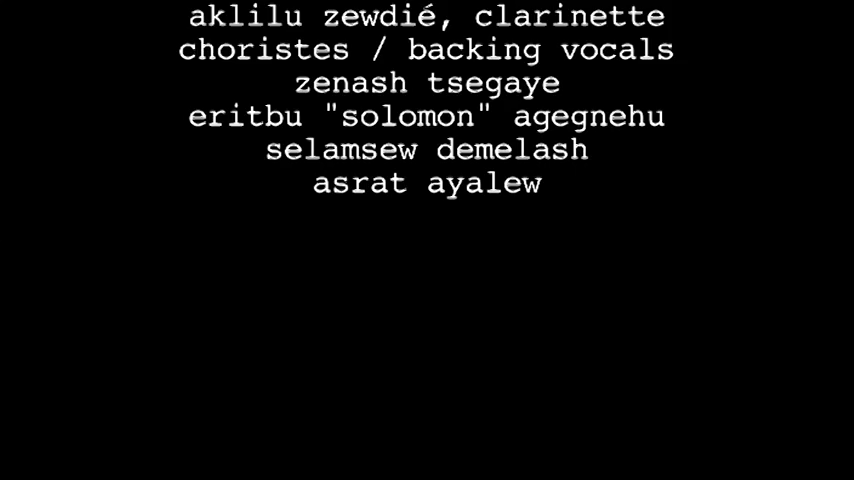 aklilu zewdié, clarinette
choristes / backing vocals
zenash tsegaye
eritbu "solomon" agegnehu
selamsew demelash
asrat ayalew